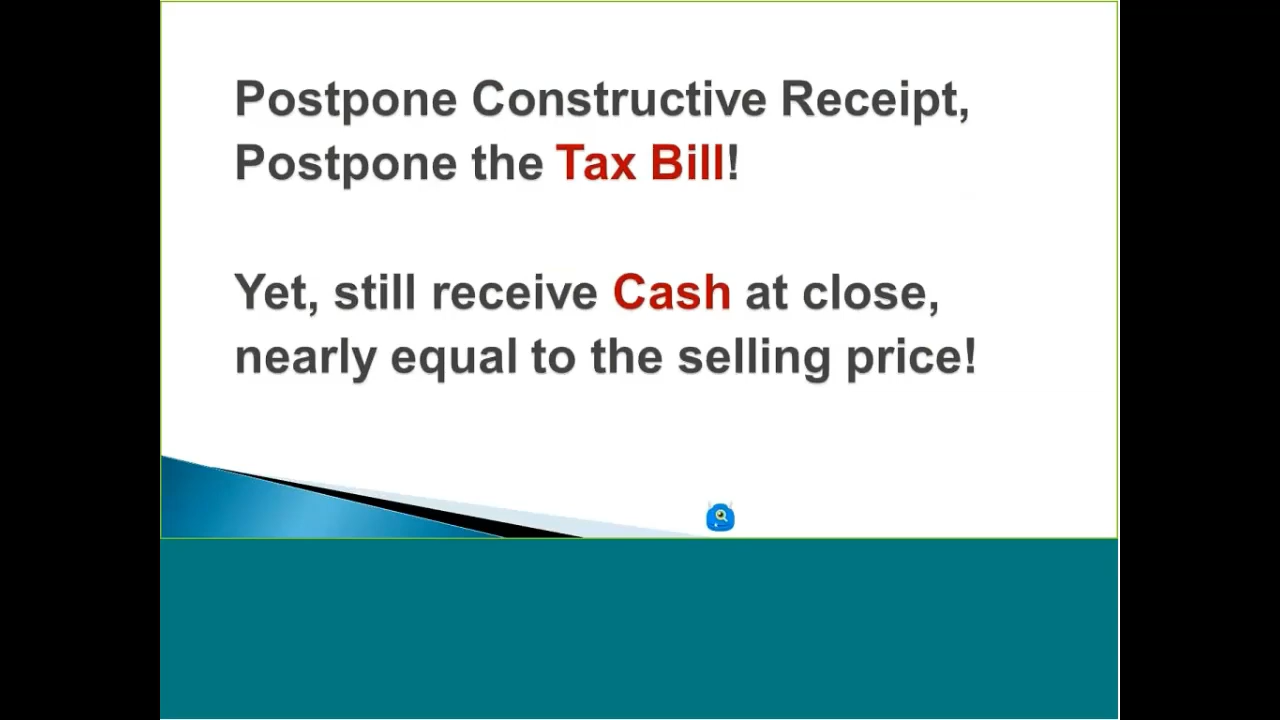 Postpone Constructive Receipt,
Postpone the Tax Bill!
Yet, still receive Cash at close,
nearly equal to the selling price!